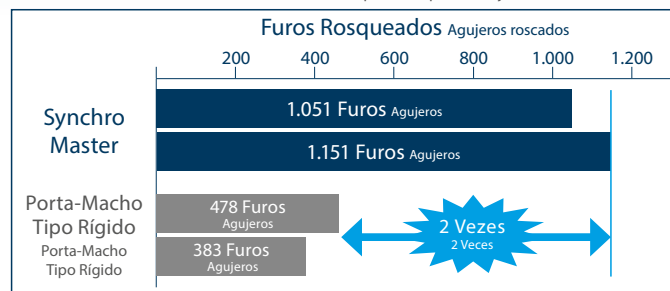 Furos Rosqueados Agujeros roscados
200 400 600 800 1.000 1.200
Synchro
Master
1.051 Furos Agujeros
1.151 Furos Agujeros
Porta-Macho
Tipo Rígido
Porta-Macho
Tipo Rígido
478 Furos
Agujeros
383 Furos
Agujeros
2 Vezes
2 Veces